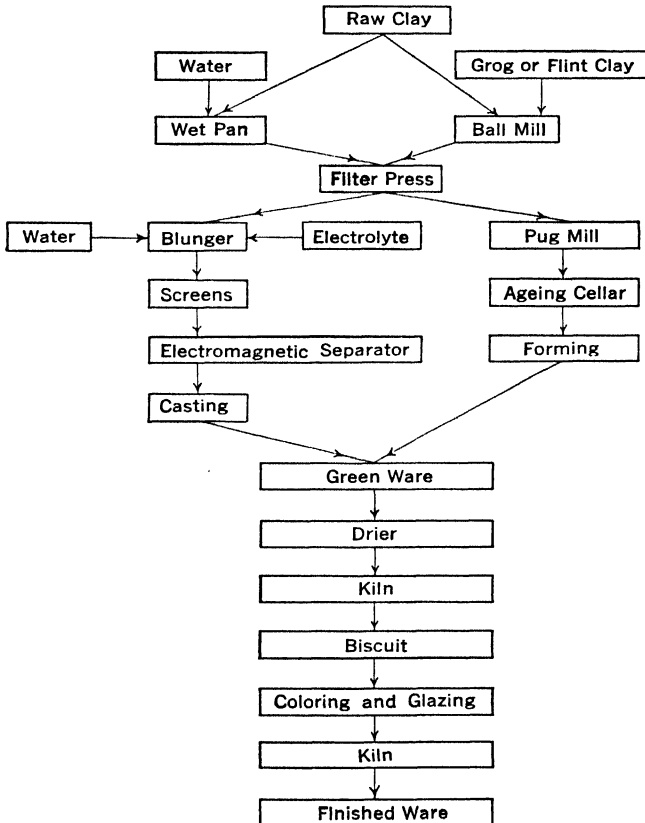 Raw Clay
Water
Grog or Flint Clay
Wet Pan
Ball Mill
Filter Press
Water
Blunger
Electrolyte
Pug Mill
Screens
Ageing Cellar
Electromagnetic Separator
Forming
Casting
Green Ware
Drier
Kiln
Biscuit
Coloring and Glazing
Kiln
Finished Ware